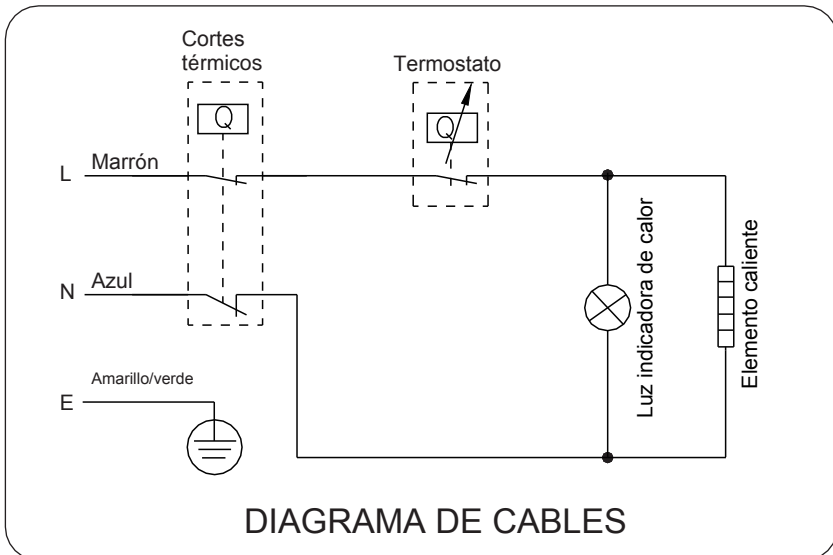 Cortes
térmicos
Termostato
Q
Q
L
Marrón
N
Azul
Luz indicadora de calor
Elemento caliente
Amarillo/verde
E
DIAGRAMA DE CABLES